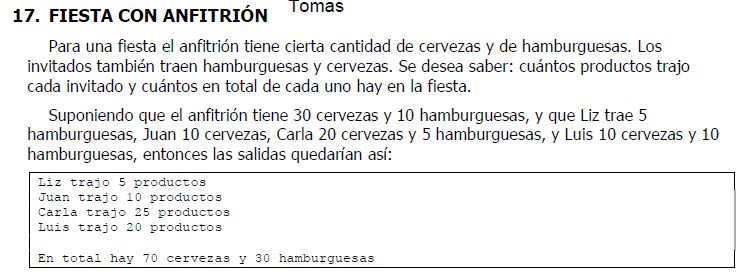 17. FIESTA CON ANFITRIÓN Tomas
Para una fiesta el anfitrión tiene cierta cantidad de cervezas y de hamburguesas. Los
invitados también traen hamburguesas y cervezas. Se desea saber: cuántos productos trajo
cada invitado y cuántos en total de cada uno hay en la fiesta.
Suponiendo que el anfitrión tiene 30 cervezas y 10 hamburguesas, y que Liz trae 5
hamburguesas, Juan 10 cervezas, Carla 20 cervezas y 5 hamburguesas, y Luis 10 cervezas y 10
hamburguesas, entonces las salidas quedarían así:
Liz trajo 5 productos
Juan trajo 10 productos
Carla trajo 25 productos
Luis trajo 20 productos
En total hay 70 cervezas y 30 hamburguesas